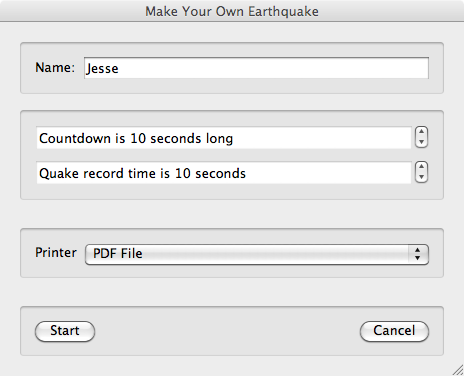 Make Your Own Earthquake
Name: Jesse
Countdown is 10 seconds long
Quake record time is 10 seconds
Printer PDF File
Start Cancel